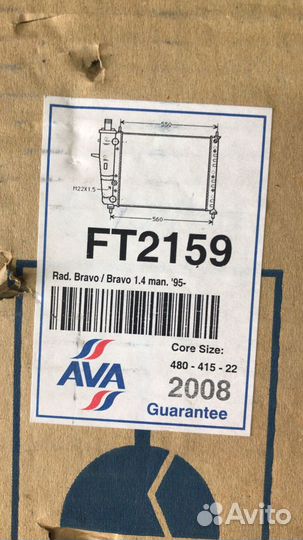 550
M22X1.5
560
FT2159
Rad. Bravo / Bravo 1.4 man. '95-
Core Size:
480 - 415 - 22
AVA
2008
Guarantee
Avito